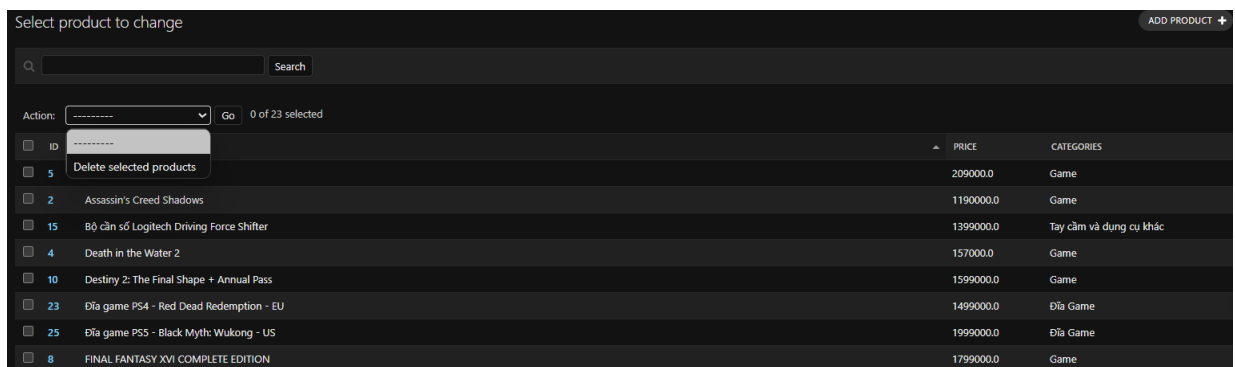 Select product to change
ADD PRODUCT +
Search
Action: --------- Go 0 of 23 selected
---------
Delete selected products
ID PRICE CATEGORIES
5 209000.0 Game
2 Assassin's Creed Shadows 1190000.0 Game
15 Bộ cần số Logitech Driving Force Shifter 1399000.0 Tay cầm và dụng cụ khác
4 Death in the Water 2 157000.0 Game
10 Destiny 2: The Final Shape + Annual Pass 1599000.0 Game
23 Đĩa game PS4 - Red Dead Redemption - EU 1499000.0 Đĩa Game
25 Đĩa game PS5 - Black Myth: Wukong - US 1999000.0 Đĩa Game
8 FINAL FANTASY XVI COMPLETE EDITION 1799000.0 Game